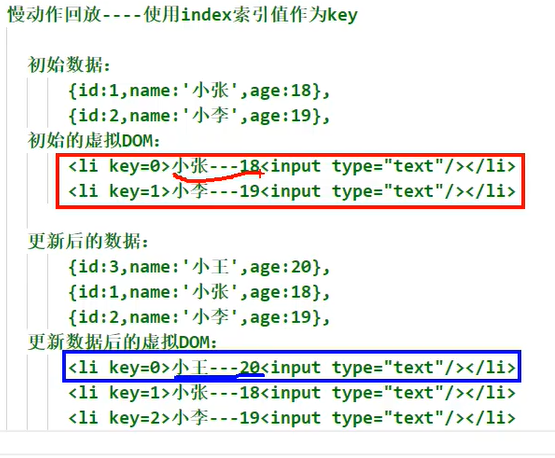 慢动作回放----使用index索引值作为key
初始数据：
{id:1,name:'小张',age:18},
{id:2,name:'小李',age:19},
初始的虚拟DOM：
<li key=0>小张---18<input type="text"/></li>
<li key=1>小李---19<input type="text"/></li>
更新后的数据：
{id:3,name:'小王',age:20},
{id:1,name:'小张',age:18},
{id:2,name:'小李',age:19},
更新数据后的虚拟DOM：
<li key=0>小王---20<input type="text"/></li>
<li key=1>小张---18<input type="text"/></li>
<li key=2>小李---19<input type="text"/></li>